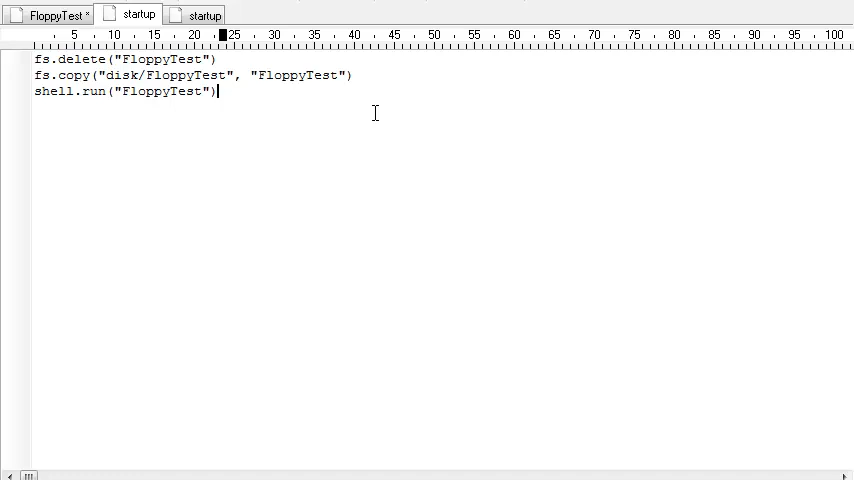 FloppyTest * startup startup
5 10 15 20 25 30 35 40 45 50 55 60 65 70 75 80 85 90 95 100
fs.delete("FloppyTest")
fs.copy("disk/FloppyTest", "FloppyTest")
shell.run("FloppyTest")